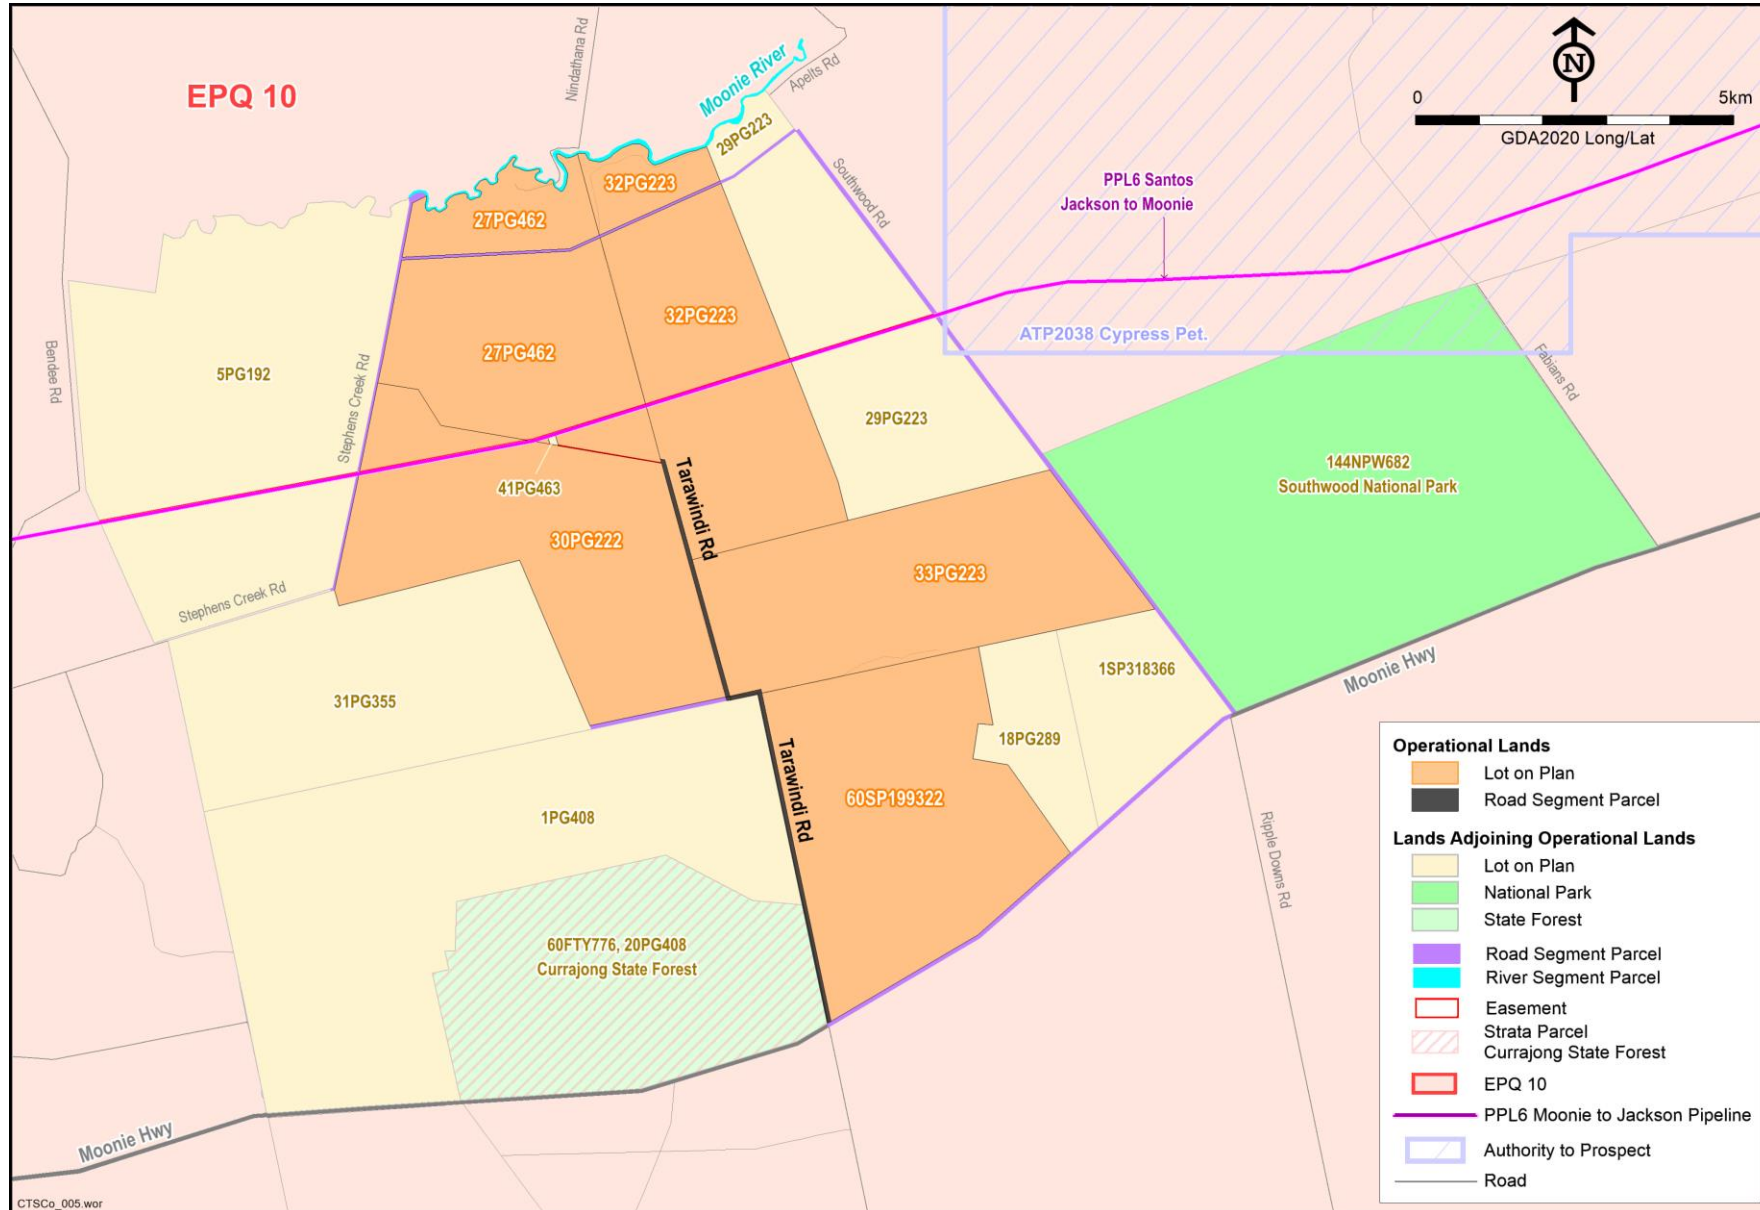 EPQ 10
Nindathana Rd
Moonie River
Apelts Rd
N
0 5km
GDA2020 Long/Lat
29PG223
32PG223
27PG462
Southwood Rd
PPL6 Santos
Jackson to Moonie
32PG223
27PG462
ATP2038 Cypress Pet.
Bendee Rd
5PG192
Stephens Creek Rd
Fabians Rd
29PG223
144NPW682
Southwood National Park
41PG463
Tarawindi Rd
30PG222
33PG223
Stephens Creek Rd
Moonie Hwy
31PG355
1SP318366
18PG289
Tarawindi Rd
60SP199322
1PG408
Ripple Downs Rd
60FTY776, 20PG408
Currajong State Forest
Moonie Hwy
CTSCo_005.wor
Operational Lands
Lot on Plan
Road Segment Parcel
Lands Adjoining Operational Lands
Lot on Plan
National Park
State Forest
Road Segment Parcel
River Segment Parcel
Easement
Strata Parcel
Currajong State Forest
EPQ 10
PPL6 Moonie to Jackson Pipeline
Authority to Prospect
Road